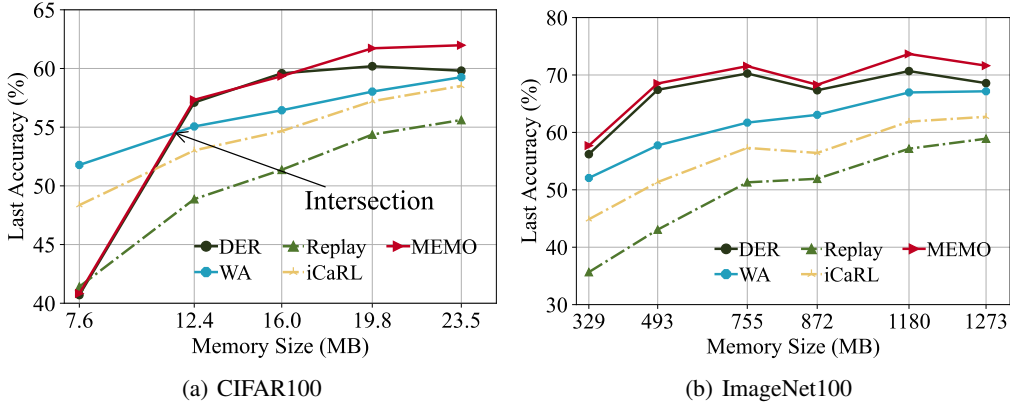 65
60
55
50
45
40
Last Accuracy (%)
Intersection
DER
Replay
MEMO
WA
iCaRL
7.6
12.4
16.0
19.8
23.5
Memory Size (MB)
(a) CIFAR100
80
70
60
50
40
30
Last Accuracy (%)
DER
Replay
MEMO
WA
iCaRL
329
493
755
872
1180
1273
Memory Size (MB)
(b) ImageNet100